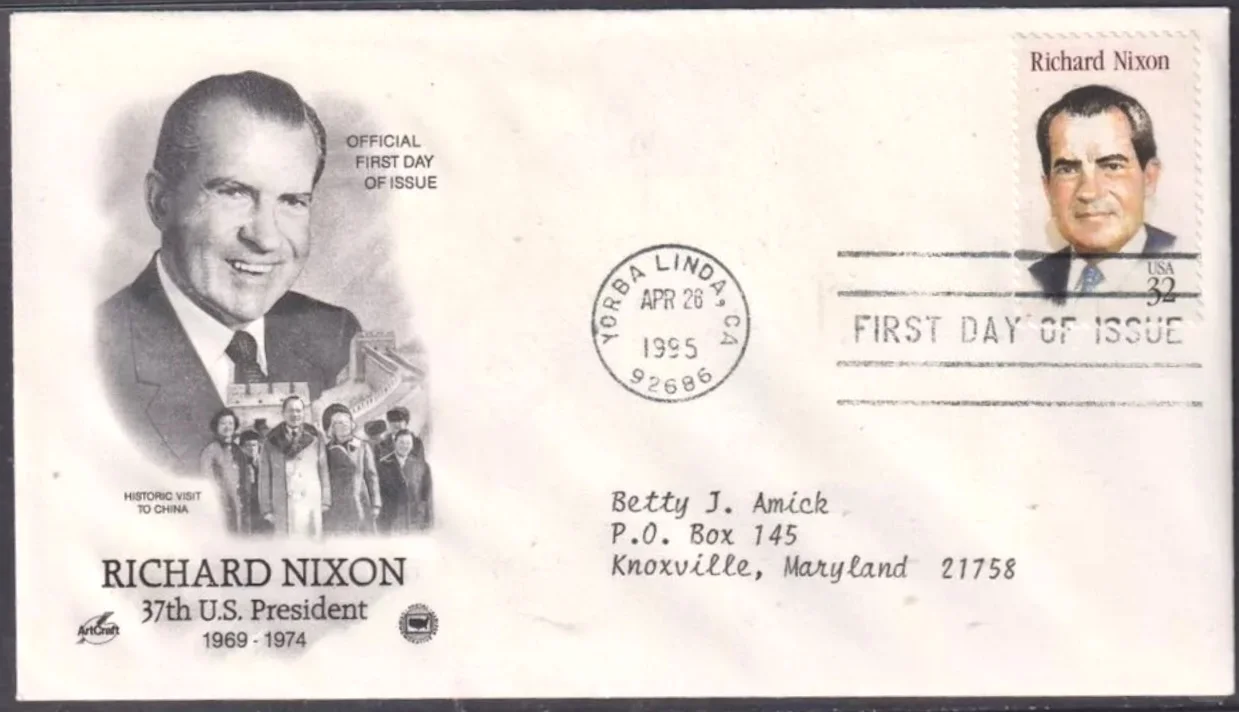 OFFICIAL
FIRST DAY
OF ISSUE
HISTORIC VISIT
TO CHINA
RICHARD NIXON
37th U.S. President
1969 - 1974
ArtCraft
YORBA LINDA, CA
APR 26
1995
92686
Richard Nixon
USA
32
FIRST DAY OF ISSUE
Betty J. Amick
P.O. Box 145
Knoxville, Maryland 21758